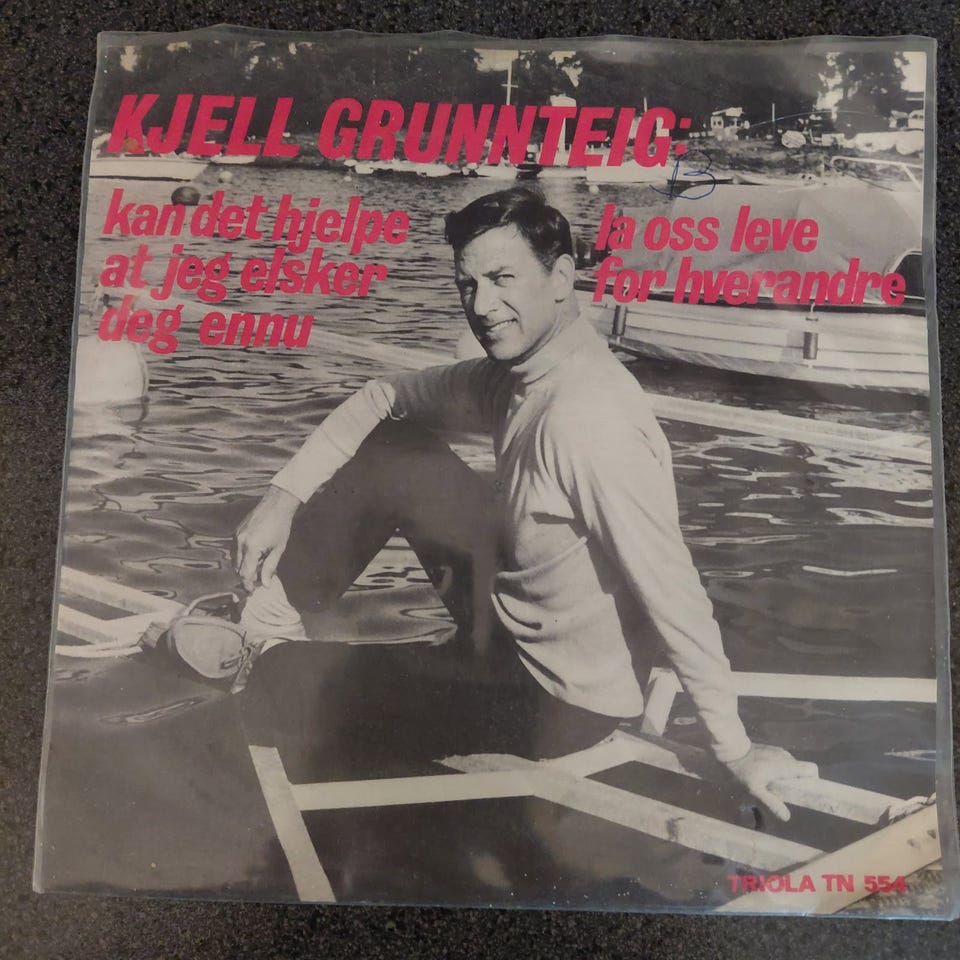 KJELL GRUNNTEIG:
B
kan det hjelpe
at jeg elsker
deg ennu
la oss leve
for hverandre
TRIOLA TN 554